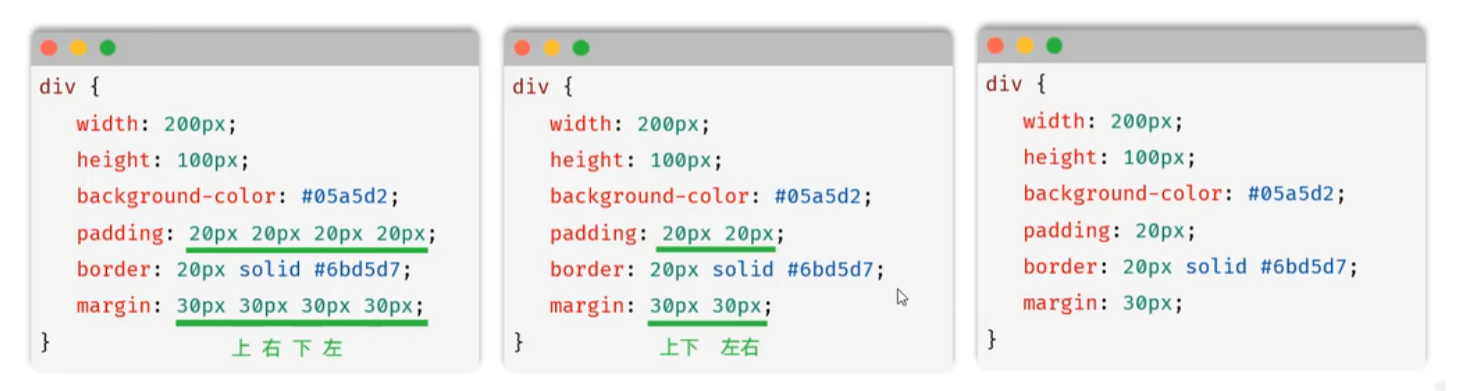 div {
width: 200px;
height: 100px;
background-color: #05a5d2;
padding: 20px 20px 20px 20px;
border: 20px solid #6bd5d7;
margin: 30px 30px 30px 30px;
}
上 右 下 左
div {
width: 200px;
height: 100px;
background-color: #05a5d2;
padding: 20px 20px;
border: 20px solid #6bd5d7;
margin: 30px 30px;
}
上下 左右
div {
width: 200px;
height: 100px;
background-color: #05a5d2;
padding: 20px;
border: 20px solid #6bd5d7;
margin: 30px;
}